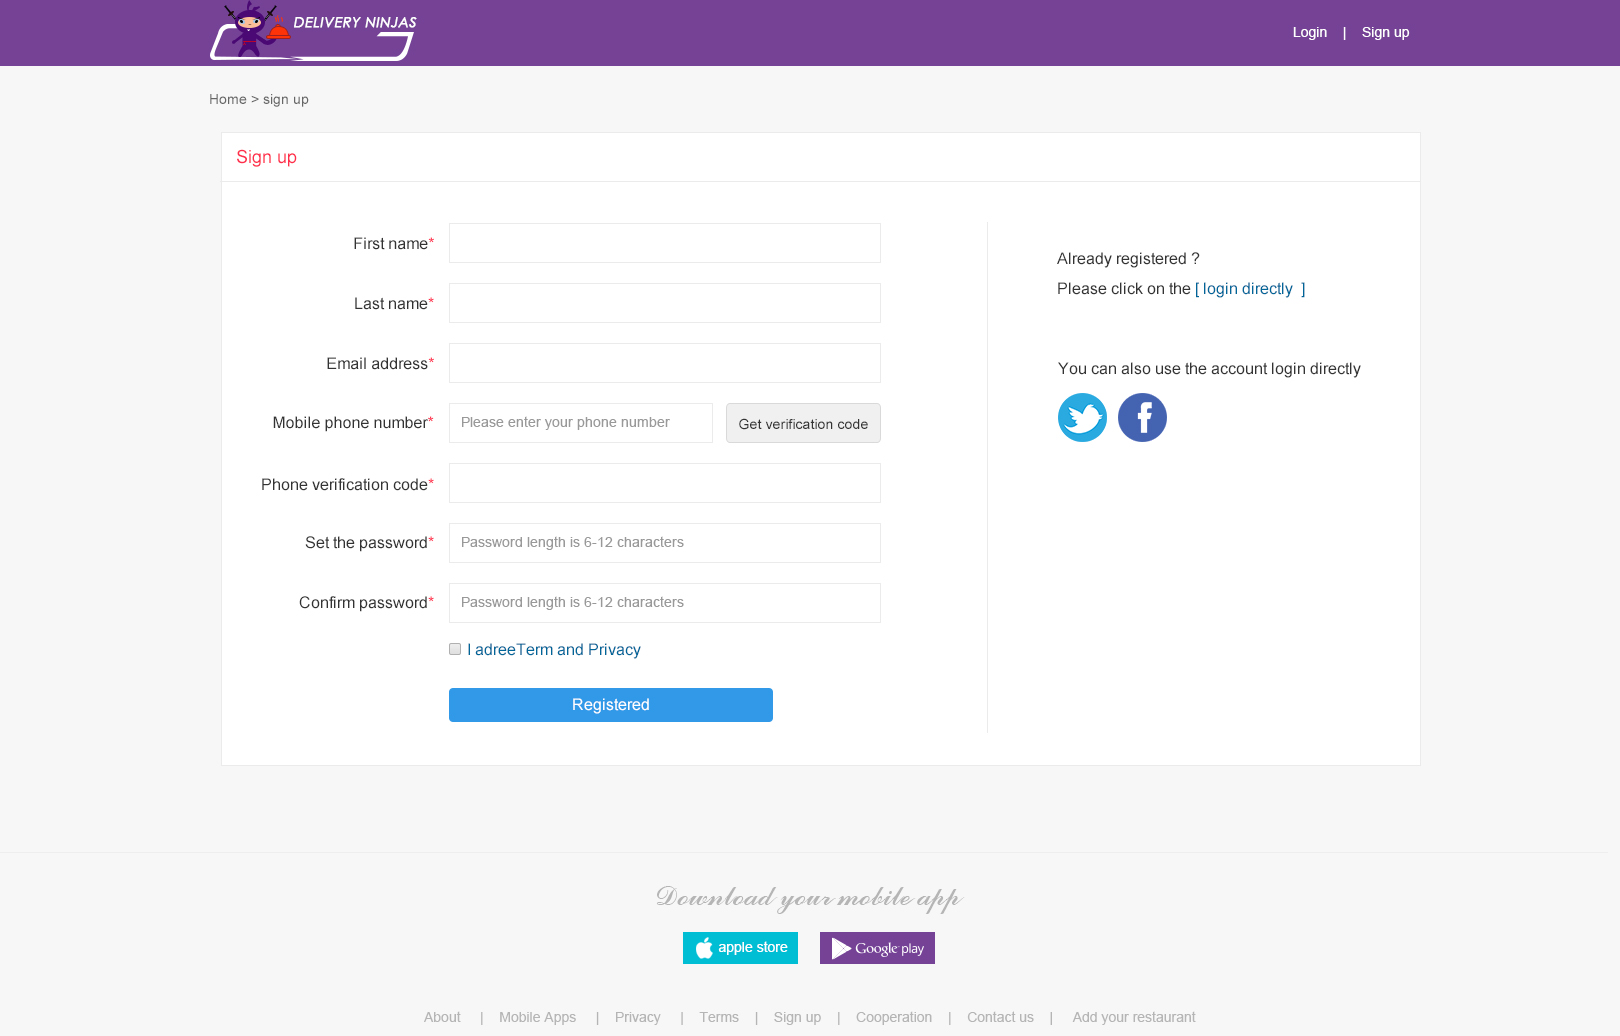 DELIVERY NINJAS
Login | Sign up
Home > sign up
Sign up
First name*
Last name*
Email address*
Mobile phone number* Please enter your phone number Get verification code
Phone verification code*
Set the password* Password length is 6-12 characters
Confirm password* Password length is 6-12 characters
I adreeTerm and Privacy
Registered
Already registered ?
Please click on the [ login directly ]
You can also use the account login directly
Download your mobile app
apple store Google play
About | Mobile Apps | Privacy | Terms | Sign up | Cooperation | Contact us | Add your restaurant